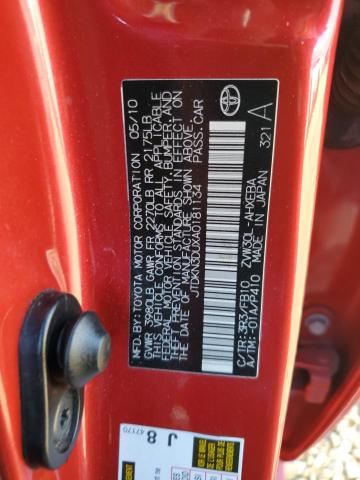 MFD.BY:TOYOTA MOTOR CORPORATION 05/10
GVWR 3980LB GAWR FR 2270LB RR 2175LB
THIS VEHICLE CONFORMS TO ALL APPLICABLE
FEDERAL MOTOR VEHICLE SAFETY, BUMPER, AND
THEFT PREVENTION STANDARDS IN EFFECT ON
THE DATE OF MANUFACTURE SHOWN ABOVE.
JTDKN3DUXA0181134 PASS.CAR
C/TR:3R3/FB10 ZVW30L-AHXEBA
A/TM:-01A/P410 MADE IN JAPAN
321 A
J 8
47170